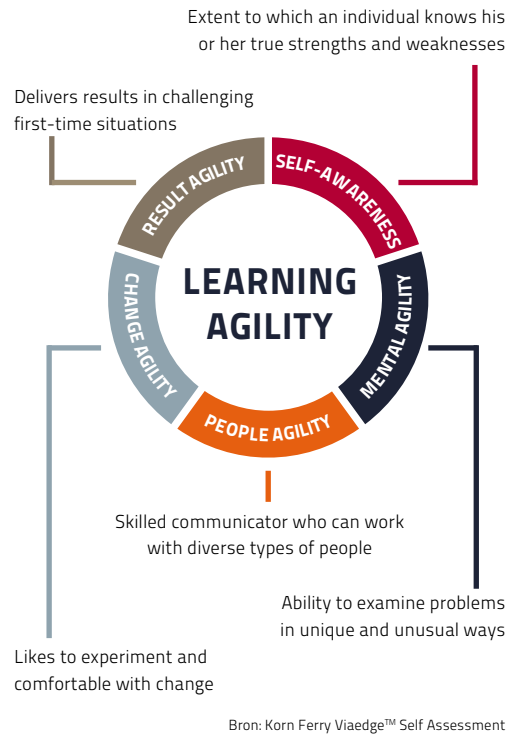 Extent to which an individual knows his
or her true strengths and weaknesses
Delivers results in challenging
first-time situations
RESULT AGILITY
SELF-AWARENESS
LEARNING
AGILITY
CHANGE AGILITY
MENTAL AGILITY
PEOPLE AGILITY
Skilled communicator who can work
with diverse types of people
Ability to examine problems
in unique and unusual ways
Likes to experiment and
comfortable with change
Bron: Korn Ferry Viaedge™ Self Assessment